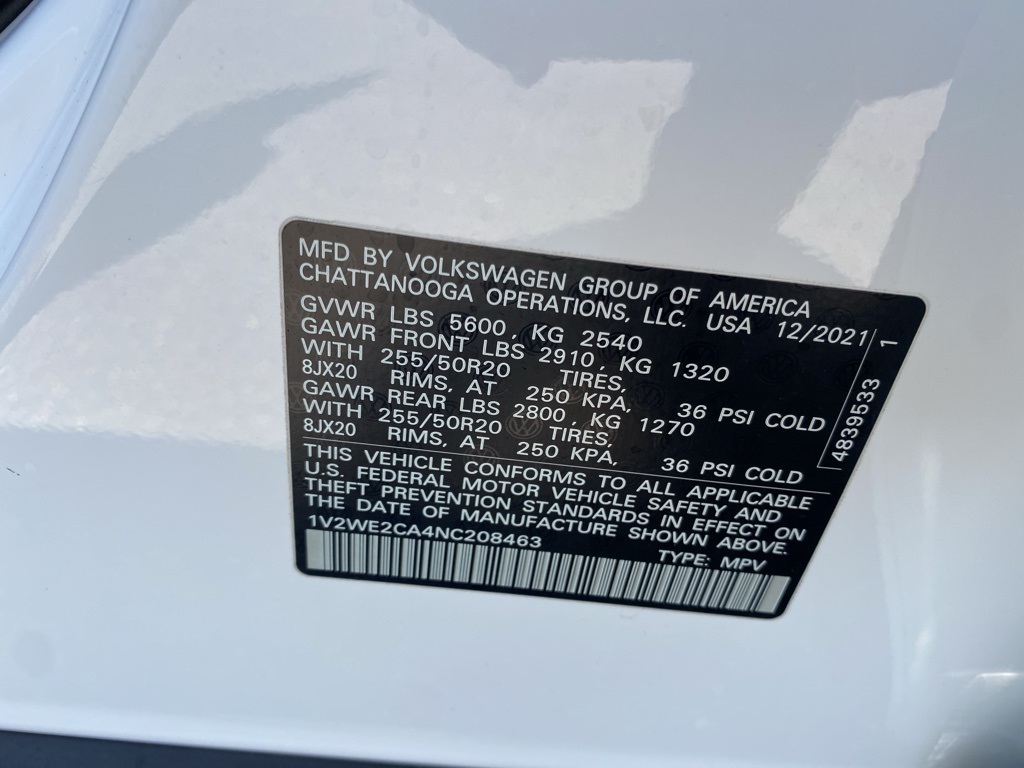 MFD BY VOLKSWAGEN GROUP OF AMERICA
CHATTANOOGA OPERATIONS, LLC. USA 12/2021
GVWR LBS 5600, KG 2540
GAWR FRONT LBS 2910, KG 1320
WITH 255/50R20 TIRES,
8JX20 RIMS, AT 250 KPA, 36 PSI COLD
GAWR REAR LBS 2800, KG 1270
WITH 255/50R20 TIRES,
8JX20 RIMS, AT 250 KPA, 36 PSI COLD
THIS VEHICLE CONFORMS TO ALL APPLICABLE
U.S. FEDERAL MOTOR VEHICLE SAFETY AND
THEFT PREVENTION STANDARDS IN EFFECT ON
THE DATE OF MANUFACTURE SHOWN ABOVE.
1V2WE2CA4NC208463 TYPE: MPV
4839533 1